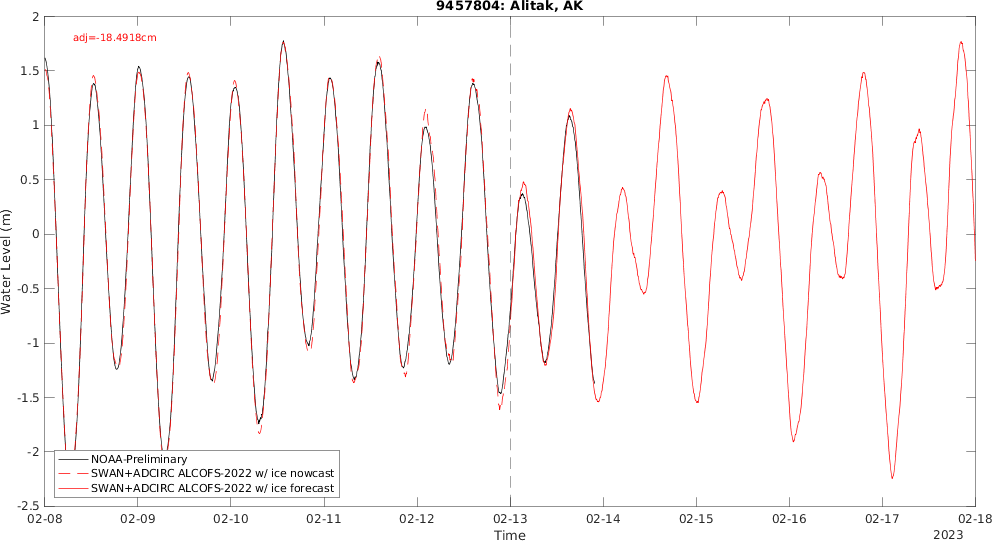 9457804: Alitak, AK
adj=-18.4918cm
2
1.5
1
0.5
0
-0.5
-1
-1.5
-2
-2.5
Water Level (m)
NOAA-Preliminary
SWAN+ADCIRC ALCOFS-2022 w/ ice nowcast
SWAN+ADCIRC ALCOFS-2022 w/ ice forecast
02-08 02-09 02-10 02-11 02-12 02-13 02-14 02-15 02-16 02-17 02-18
Time
2023